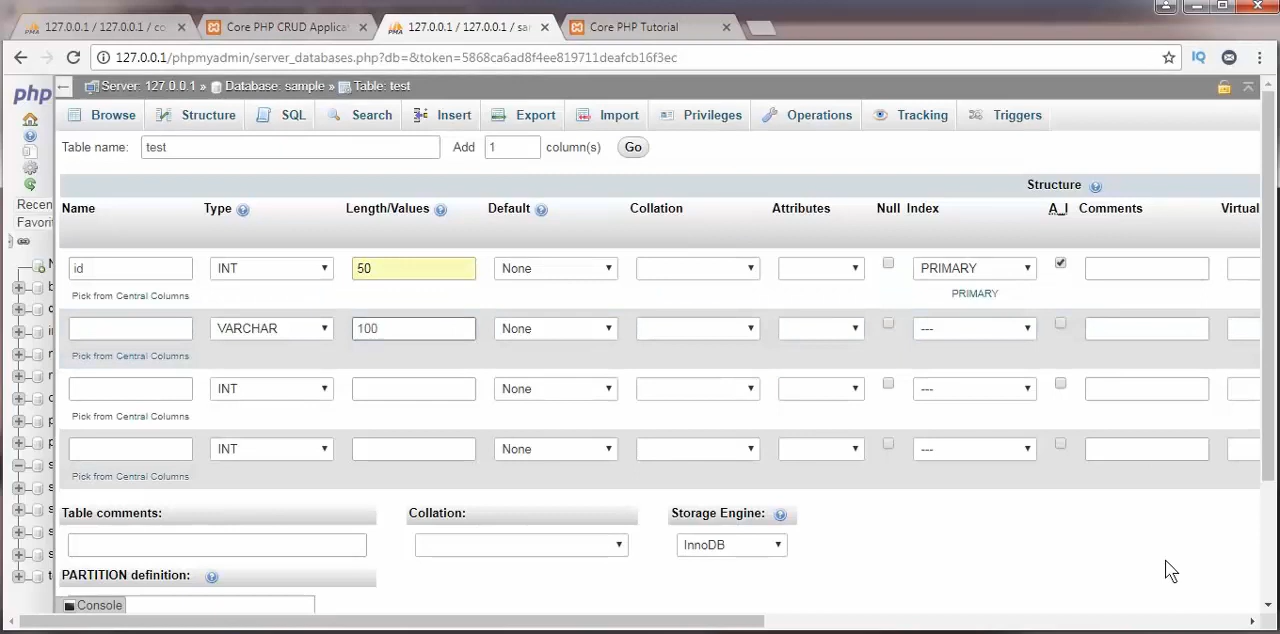 127.0.0.1 / 127.0.0.1 / co
Core PHP CRUD Applica
127.0.0.1 / 127.0.0.1 / sa
Core PHP Tutorial
127.0.0.1/phpmyadmin/server_databases.php?db=&token=5868ca6ad8f4ee819711deafcb16f3ec
IQ
php
Server: 127.0.0.1 » Database: sample » Table: test
Browse Structure SQL Search Insert Export Import Privileges Operations Tracking Triggers
Table name: test Add 1 column(s) Go
Recen
Favori
Structure
Name Type Length/Values Default Collation Attributes Null Index A_I Comments Virtual
id INT 50 None PRIMARY
Pick from Central Columns PRIMARY
VARCHAR 100 None ---
Pick from Central Columns
INT None ---
Pick from Central Columns
INT None ---
Pick from Central Columns
Table comments: Collation: Storage Engine:
InnoDB
PARTITION definition:
Console